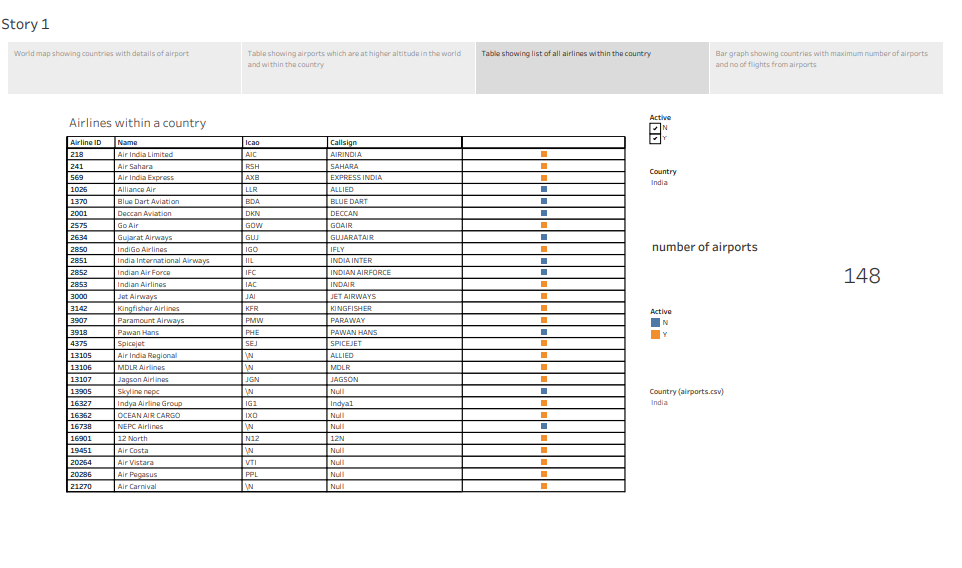 Story 1
World map showing countries with details of airport
Table showing airports which are at higher altitude in the world
and within the country
Table showing list of all airlines within the country
Bar graph showing countries with maximum number of airports
and no of flights from airports
Airlines within a country
Airline ID Name Icao Callsign
218 Air India Limited AIC AIRINDIA
241 Air Sahara RSH SAHARA
569 Air India Express AXB EXPRESS INDIA
1026 Alliance Air LLR ALLIED
1370 Blue Dart Aviation BDA BLUE DART
2001 Deccan Aviation DKN DECCAN
2575 Go Air GOW GOAIR
2634 Gujarat Airways GUJ GUJARATAIR
2850 IndiGo Airlines IGO IFLY
2851 India International Airways IIL INDIA INTER
2852 Indian Air Force IFC INDIAN AIRFORCE
2853 Indian Airlines IAC INDAIR
3000 Jet Airways JAI JET AIRWAYS
3142 Kingfisher Airlines KFR KINGFISHER
3907 Paramount Airways PMW PARAWAY
3918 Pawan Hans PHE PAWAN HANS
4375 Spicejet SEJ SPICEJET
13105 Air India Regional \N ALLIED
13106 MDLR Airlines \N MDLR
13107 Jagson Airlines JGN JAGSON
13905 Skyline nepc \N Null
16327 Indya Airline Group IG1 Indya1
16362 OCEAN AIR CARGO IXO Null
16738 NEPC Airlines \N Null
16901 12 North N12 12N
19451 Air Costa \N Null
20264 Air Vistara VTI Null
20286 Air Pegasus PPL Null
21270 Air Carnival \N Null
Active
N
Y
Country
India
number of airports
148
Active
N
Y
Country (airports.csv)
India